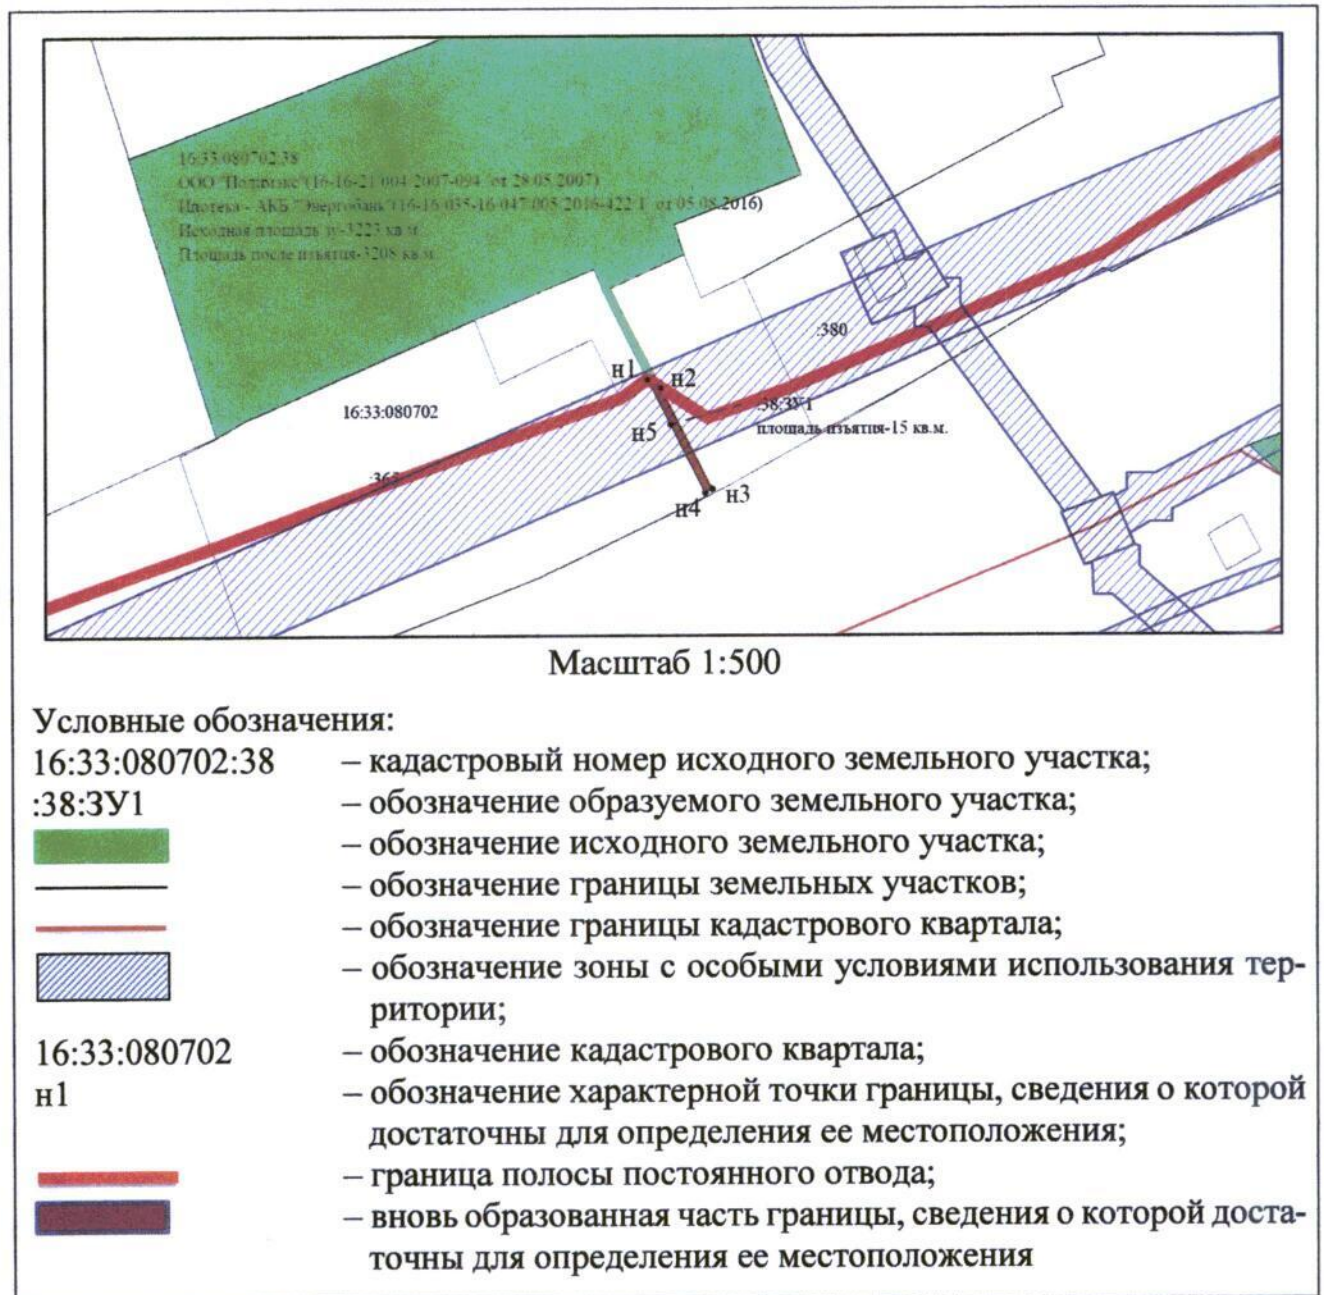 16:33:080702:38
(16-16-21/004/2007-094 от 28.05.2007)
Ипотека - АКБ "Энергобанк"(16-16/035-16/047/005/2016-422/1 от 05.08.2016)
Исходная площадь зу-3223 кв.м.
Площадь после изъятия-3208 кв.м.
:380
н1
н2
16:33:080702
:38:ЗУ1
н5
площадь изъятия-15 кв.м.
:365
н3
н4
Масштаб 1:500
Условные обозначения:
16:33:080702:38 – кадастровый номер исходного земельного участка;
:38:ЗУ1 – обозначение образуемого земельного участка;
– обозначение исходного земельного участка;
– обозначение границы земельных участков;
– обозначение границы кадастрового квартала;
– обозначение зоны с особыми условиями использования тер-
ритории;
16:33:080702 – обозначение кадастрового квартала;
н1 – обозначение характерной точки границы, сведения о которой
достаточны для определения ее местоположения;
– граница полосы постоянного отвода;
– вновь образованная часть границы, сведения о которой доста-
точны для определения ее местоположения